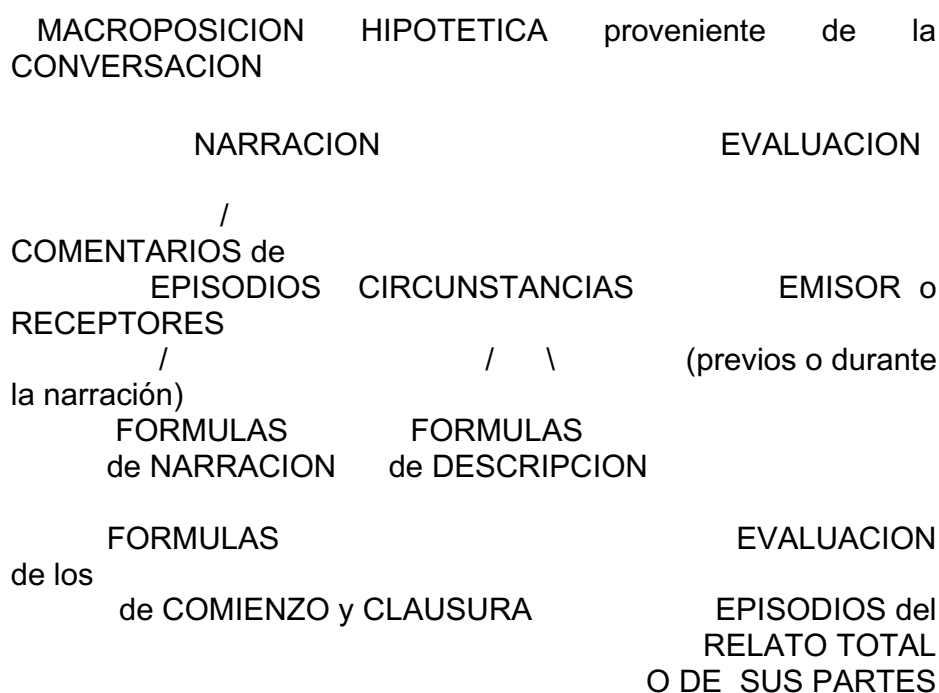 MACROPOSICION HIPOTETICA proveniente de la
CONVERSACION
NARRACION EVALUACION
/
COMENTARIOS de
EPISODIOS CIRCUNSTANCIAS EMISOR o
RECEPTORES
/ / \ (previos o durante
la narración)
FORMULAS FORMULAS
de NARRACION de DESCRIPCION
FORMULAS EVALUACION
de los
de COMIENZO y CLAUSURA EPISODIOS del
RELATO TOTAL
O DE SUS PARTES